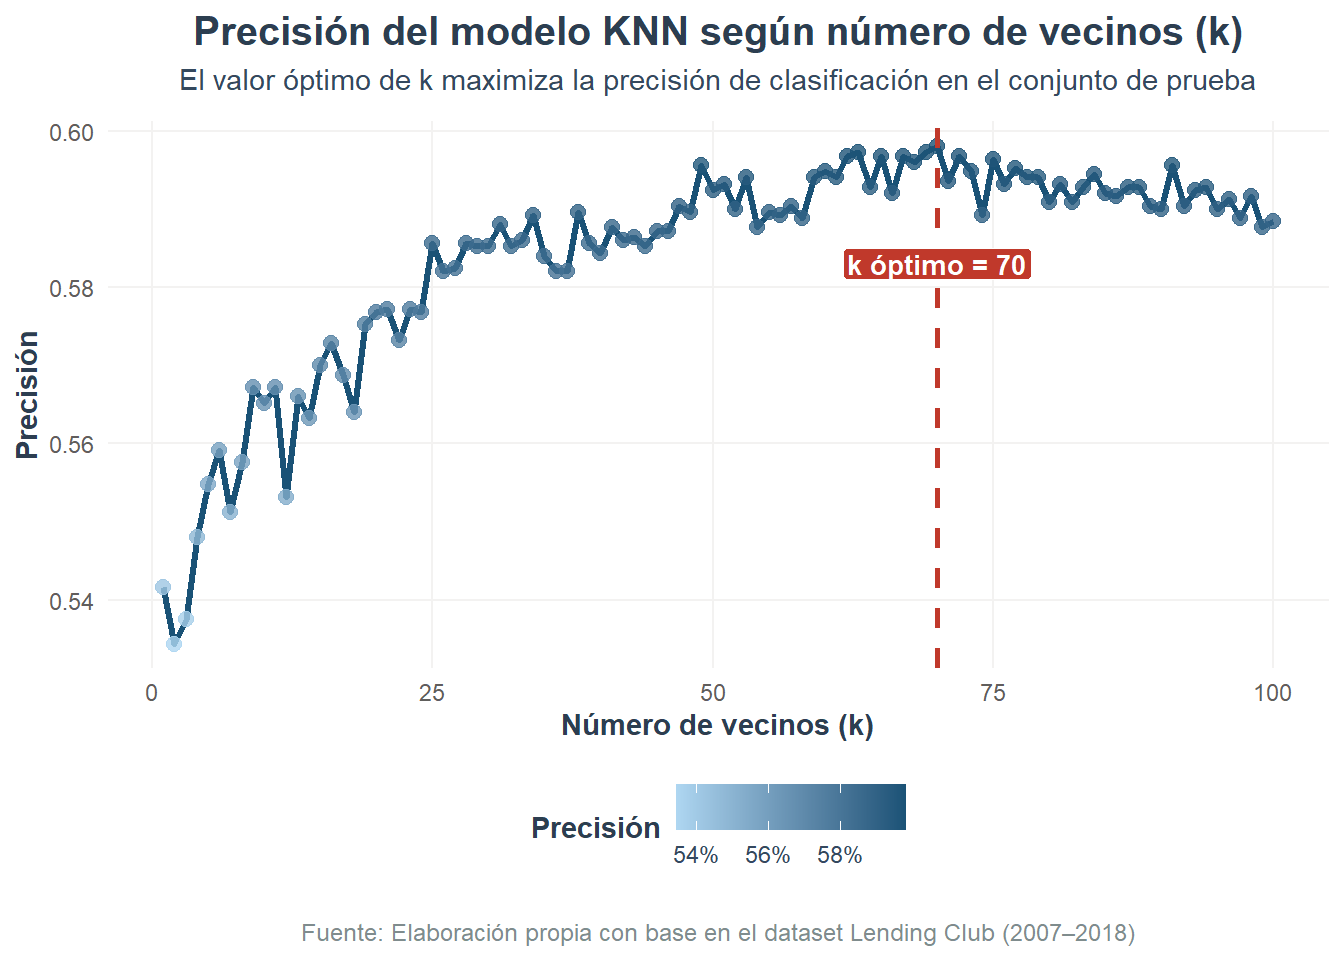 Precisión del modelo KNN según número de vecinos (k)
El valor óptimo de k maximiza la precisión de clasificación en el conjunto de prueba
0.60
0.58
0.56
0.54
Precisión
k óptimo = 70
0 25 50 75 100
Número de vecinos (k)
Precisión
54% 56% 58%
Fuente: Elaboración propia con base en el dataset Lending Club (2007–2018)